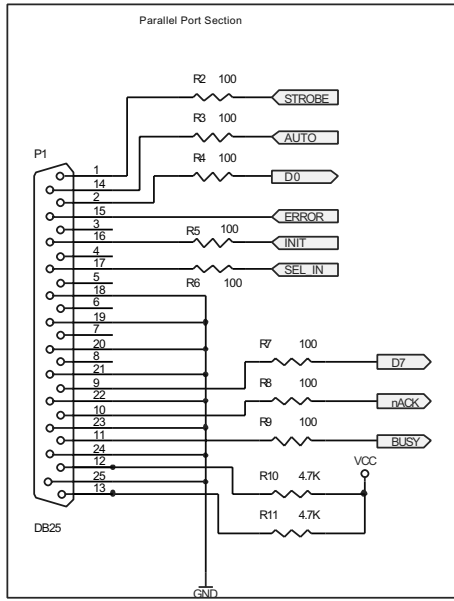 Parallel Port Section
R2 100
STROBE
R3 100
AUTO
P1
R4 100
1
D0
14
2
15
ERROR
3
16
R5 100
INIT
4
17
SEL IN
5
R6 100
18
6
19
7
20
R7 100
8
D7
21
9
R8 100
22
nACK
10
23
R9 100
11
BUSY
24
VCC
12
25
R10 4.7K
13
R11 4.7K
DB25
GND